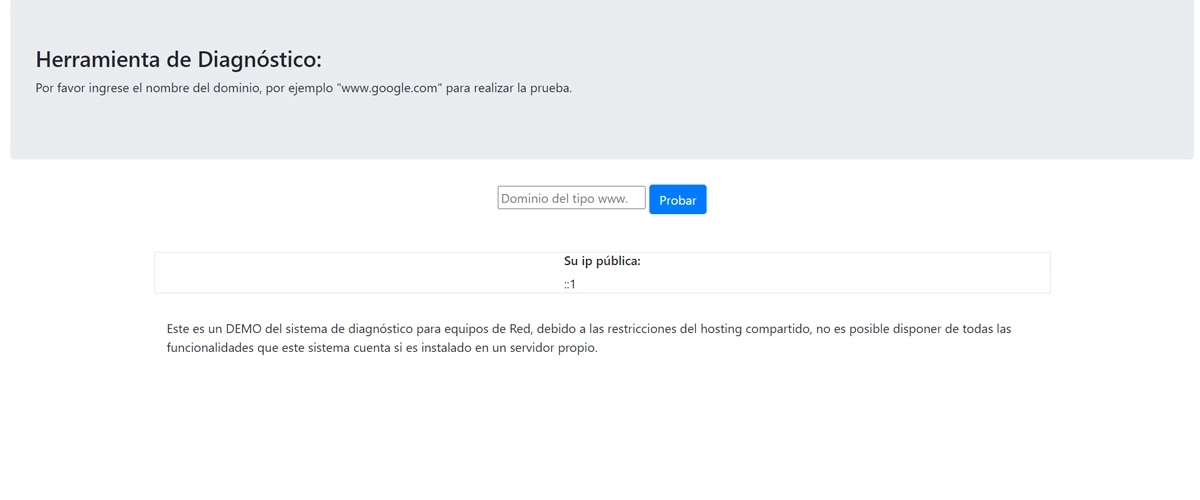 Herramienta de Diagnóstico:
Por favor ingrese el nombre del dominio, por ejemplo "www.google.com" para realizar la prueba.
Dominio del tipo www.
Probar
Su ip pública:
::1
Este es un DEMO del sistema de diagnóstico para equipos de Red, debido a las restricciones del hosting compartido, no es posible disponer de todas las
funcionalidades que este sistema cuenta si es instalado en un servidor propio.